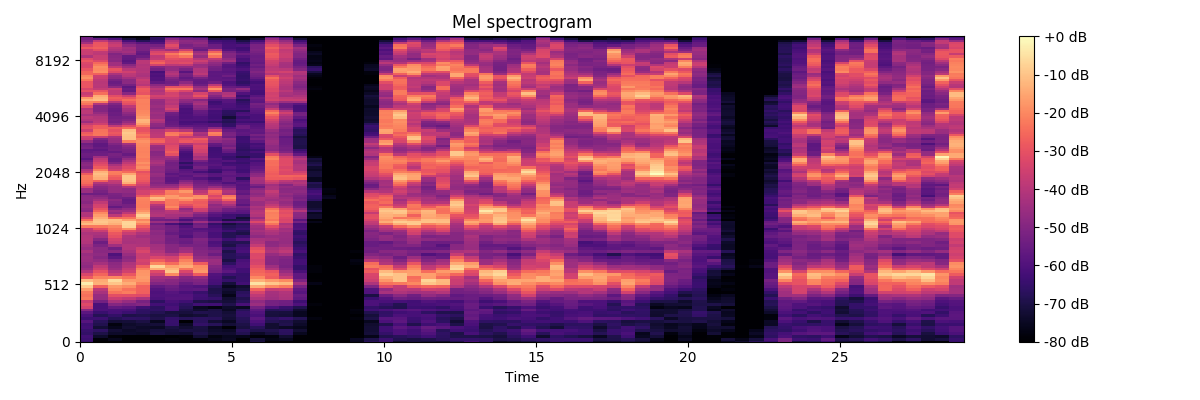 Mel spectrogram
Hz
8192
4096
2048
1024
512
0
0 5 10 15 20 25
Time
+0 dB
-10 dB
-20 dB
-30 dB
-40 dB
-50 dB
-60 dB
-70 dB
-80 dB